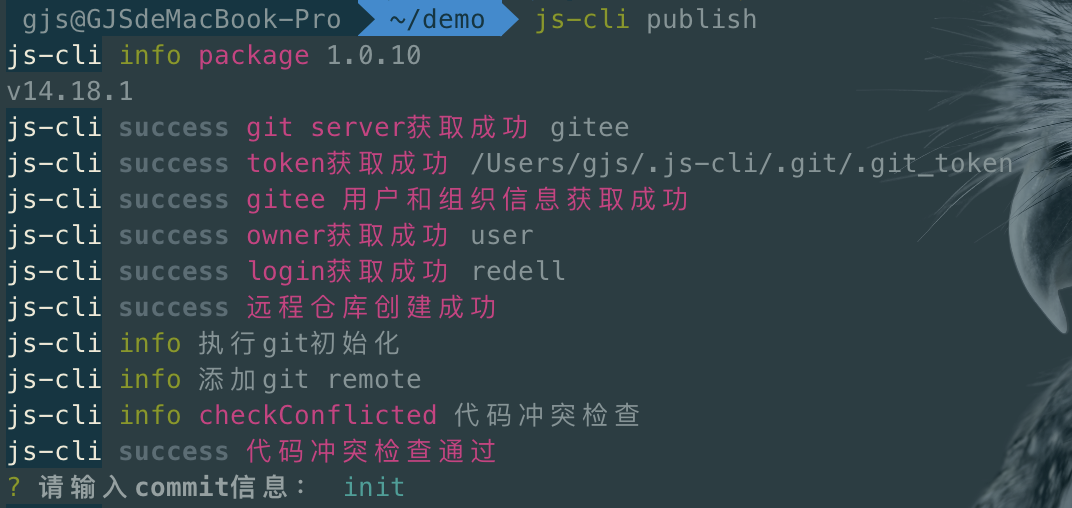 gjs@GJSdeMacBook-Pro ~/demo js-cli publish
js-cli info package 1.0.10
v14.18.1
js-cli success git server获取成功 gitee
js-cli success token获取成功 /Users/gjs/.js-cli/.git/.git_token
js-cli success gitee 用户和组织信息获取成功
js-cli success owner获取成功 user
js-cli success login获取成功 redell
js-cli success 远程仓库创建成功
js-cli info 执行git初始化
js-cli info 添加git remote
js-cli info checkConflicted 代码冲突检查
js-cli success 代码冲突检查通过
? 请输入commit信息： init